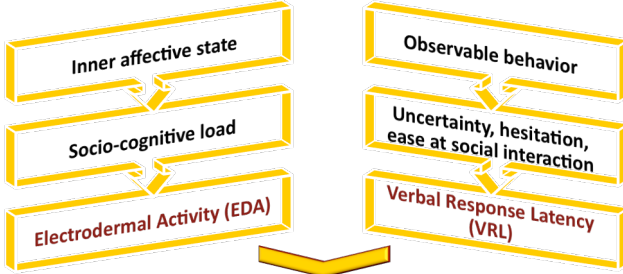 Inner affective state
Socio-cognitive load
Electrodermal Activity (EDA)
Observable behavior
Uncertainty, hesitation,
ease at social interaction
Verbal Response Latency
(VRL)